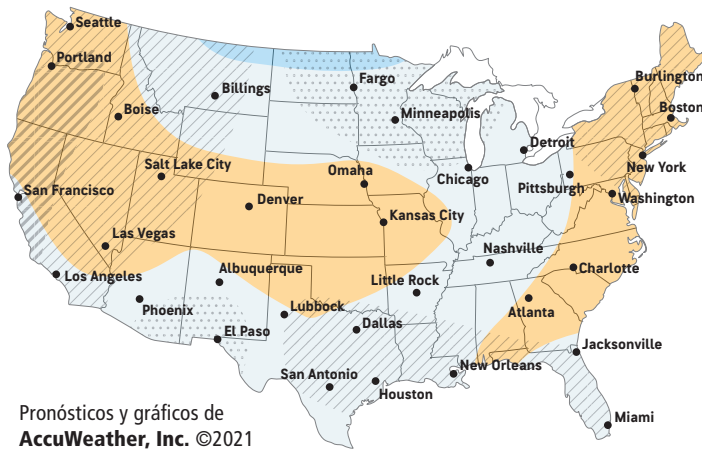 Seattle
Portland
Billings
Fargo
Burlington
Boise
Minneapolis
Boston
Detroit
Salt Lake City
Omaha
New York
Chicago
Pittsburgh
San Francisco
Denver
Washington
Kansas City
Las Vegas
Nashville
Los Angeles
Albuquerque
Charlotte
Little Rock
Phoenix
Lubbock
Atlanta
El Paso
Dallas
Jacksonville
San Antonio
New Orleans
Houston
Miami
Pronósticos y gráficos de
AccuWeather, Inc. ©2021